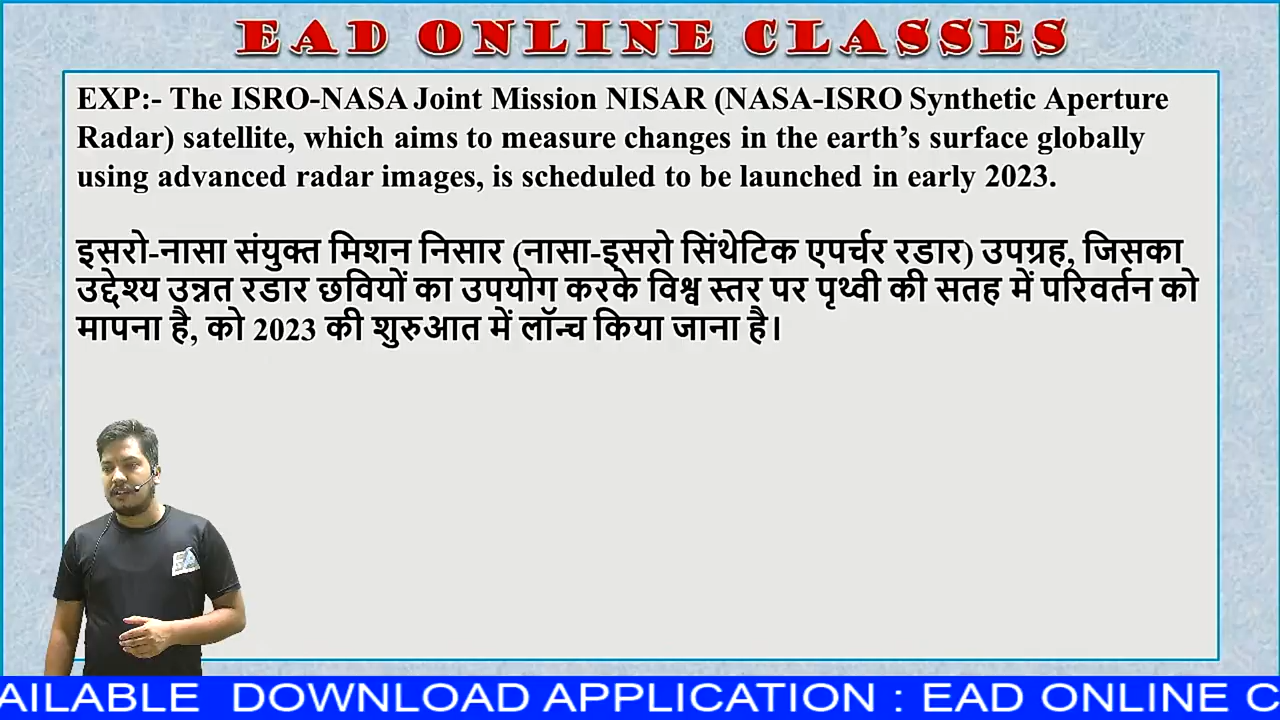 EAD ONLINE CLASSES
EXP:- The ISRO-NASA Joint Mission NISAR (NASA-ISRO Synthetic Aperture
Radar) satellite, which aims to measure changes in the earth’s surface globally
using advanced radar images, is scheduled to be launched in early 2023.
इसरो-नासा संयुक्त मिशन निसार (नासा-इसरो सिंथेटिक एपर्चर रडार) उपग्रह, जिसका
उद्देश्य उन्नत रडार छवियों का उपयोग करके विश्व स्तर पर पृथ्वी की सतह में परिवर्तन को
मापना है, को 2023 की शुरुआत में लॉन्च किया जाना है।
EA
AILABLE DOWNLOAD APPLICATION : EAD ONLINE C